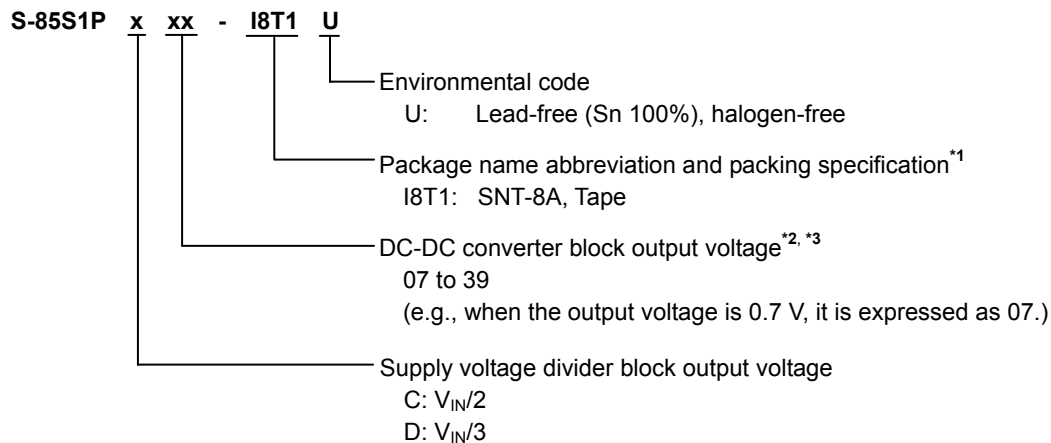 S-85S1P x xx - I8T1 U
Environmental code
U: Lead-free (Sn 100%), halogen-free
Package name abbreviation and packing specification*1
I8T1: SNT-8A, Tape
DC-DC converter block output voltage*2, *3
07 to 39
(e.g., when the output voltage is 0.7 V, it is expressed as 07.)
Supply voltage divider block output voltage
C: VIN/2
D: VIN/3